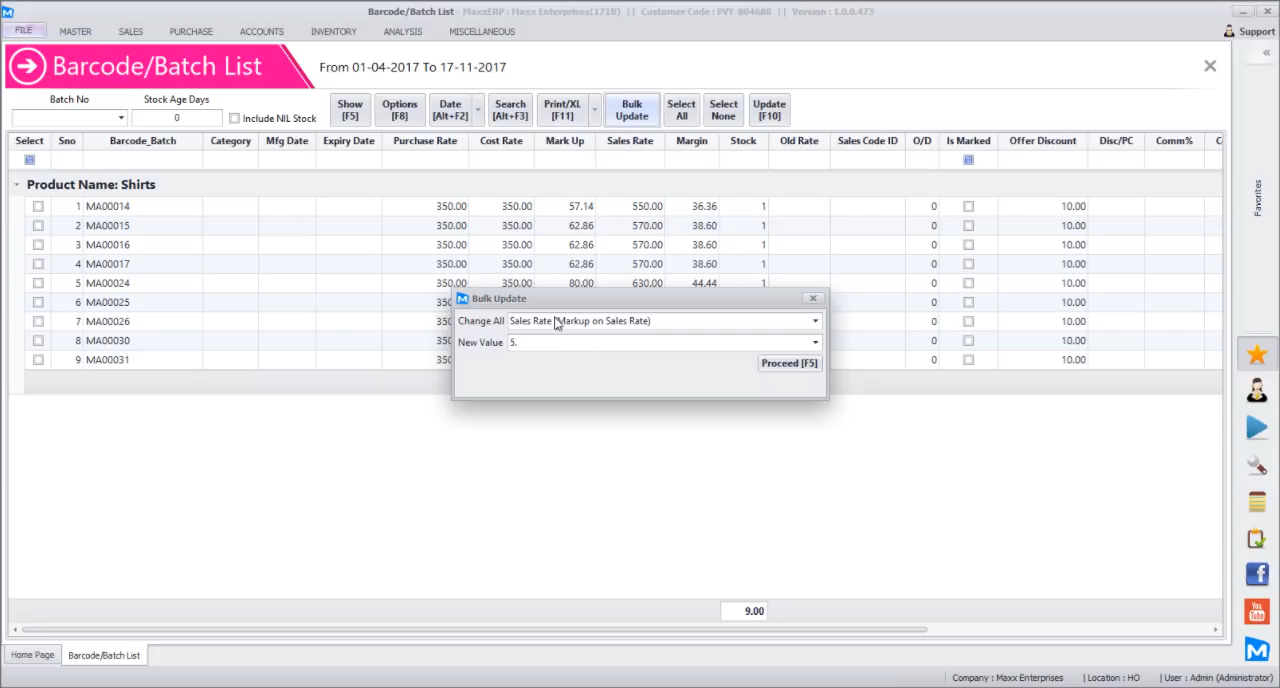 Barcode/Batch List - MaxxERP : Maxx Enterprises(1718) || Customer Code : PVY-804688 || Version : 1.0.0.473
FILE MASTER SALES PURCHASE ACCOUNTS INVENTORY ANALYSIS MISCELLANEOUS Support
Barcode/Batch List From 01-04-2017 To 17-11-2017
Batch No Stock Age Days
0 Include NIL Stock
Show [F5] Options [F8] Date [Alt+F2] Search [Alt+F3] Print/XL [F11] Bulk Update Select All Select None Update [F10]
Select Sno Barcode_Batch Category Mfg Date Expiry Date Purchase Rate Cost Rate Mark Up Sales Rate Margin Stock Old Rate Sales Code ID O/D Is Marked Offer Discount Disc/PC Comm% C
Product Name: Shirts
1 MA00014 350.00 350.00 57.14 550.00 36.36 1 0 10.00
2 MA00015 350.00 350.00 62.86 570.00 38.60 1 0 10.00
3 MA00016 350.00 350.00 62.86 570.00 38.60 1 0 10.00
4 MA00017 350.00 350.00 62.86 570.00 38.60 1 0 10.00
5 MA00024 350.00 350.00 80.00 630.00 44.44 1 0 10.00
6 MA00025 350 0 10.00
7 MA00026 350 0 10.00
8 MA00030 350 0 10.00
9 MA00031 350 0 10.00
Bulk Update
Change All Sales Rate (Markup on Sales Rate)
New Value 5.
Proceed [F5]
Favorites
9.00
Home Page Barcode/Batch List
Company : Maxx Enterprises | Location : HO | User : Admin (Administrator)
f
You Tube
M